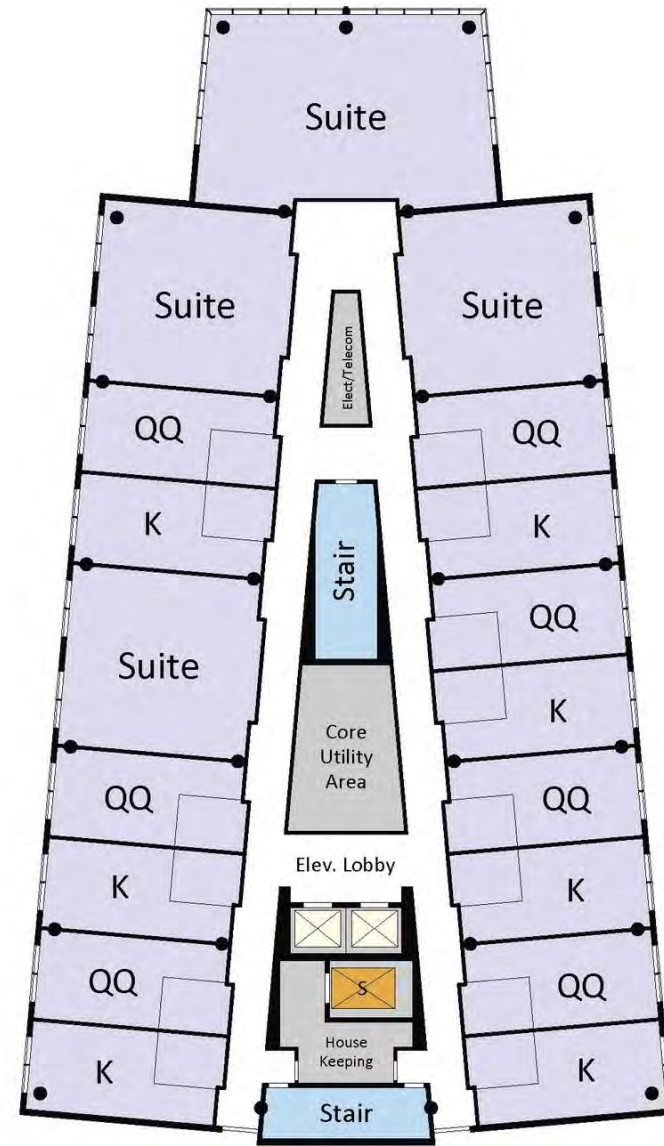 Suite
Suite
Suite
Elect/Telecom
QQ
QQ
K
K
Stair
QQ
Suite
K
Core
Utility
Area
QQ
QQ
Elev. Lobby
K
K
QQ
S
QQ
House
Keeping
K
K
Stair